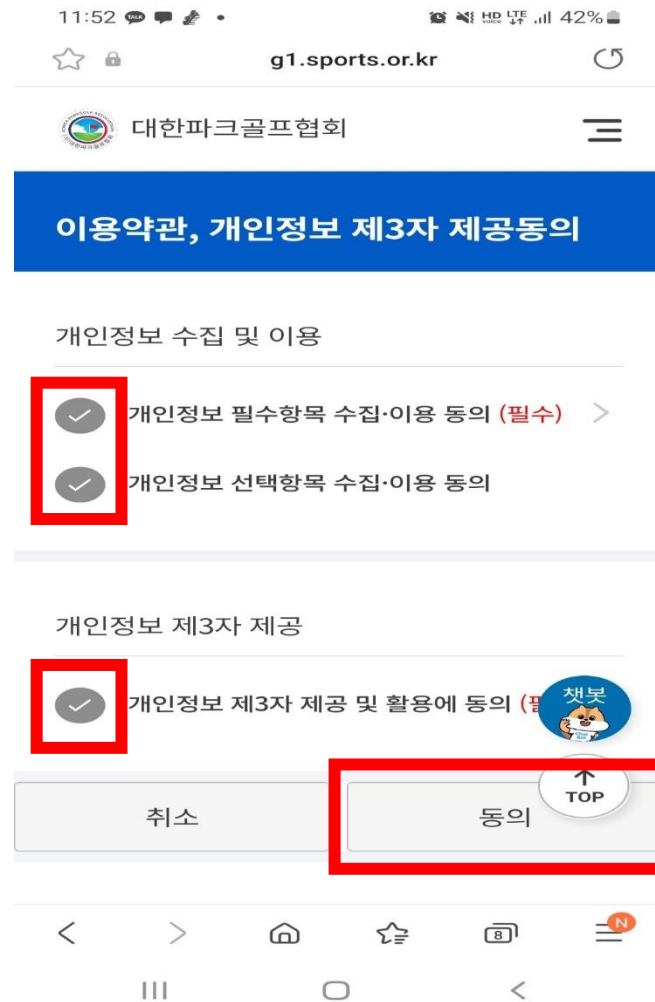 11:52 TALK HD voice LTE 42%
g1.sports.or.kr
대한파크골프협회
이용약관, 개인정보 제3자 제공동의
개인정보 수집 및 이용
개인정보 필수항목 수집·이용 동의 (필수)
개인정보 선택항목 수집·이용 동의
개인정보 제3자 제공
개인정보 제3자 제공 및 활용에 동의
챗봇
TOP
취소 동의
8 N